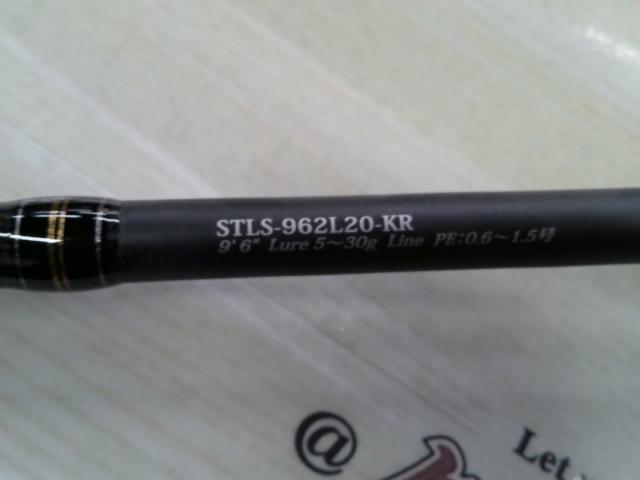 STLS-962L20-KR
9'6" Lure 5~30g Line PE:0.6~1.5号
@
Let